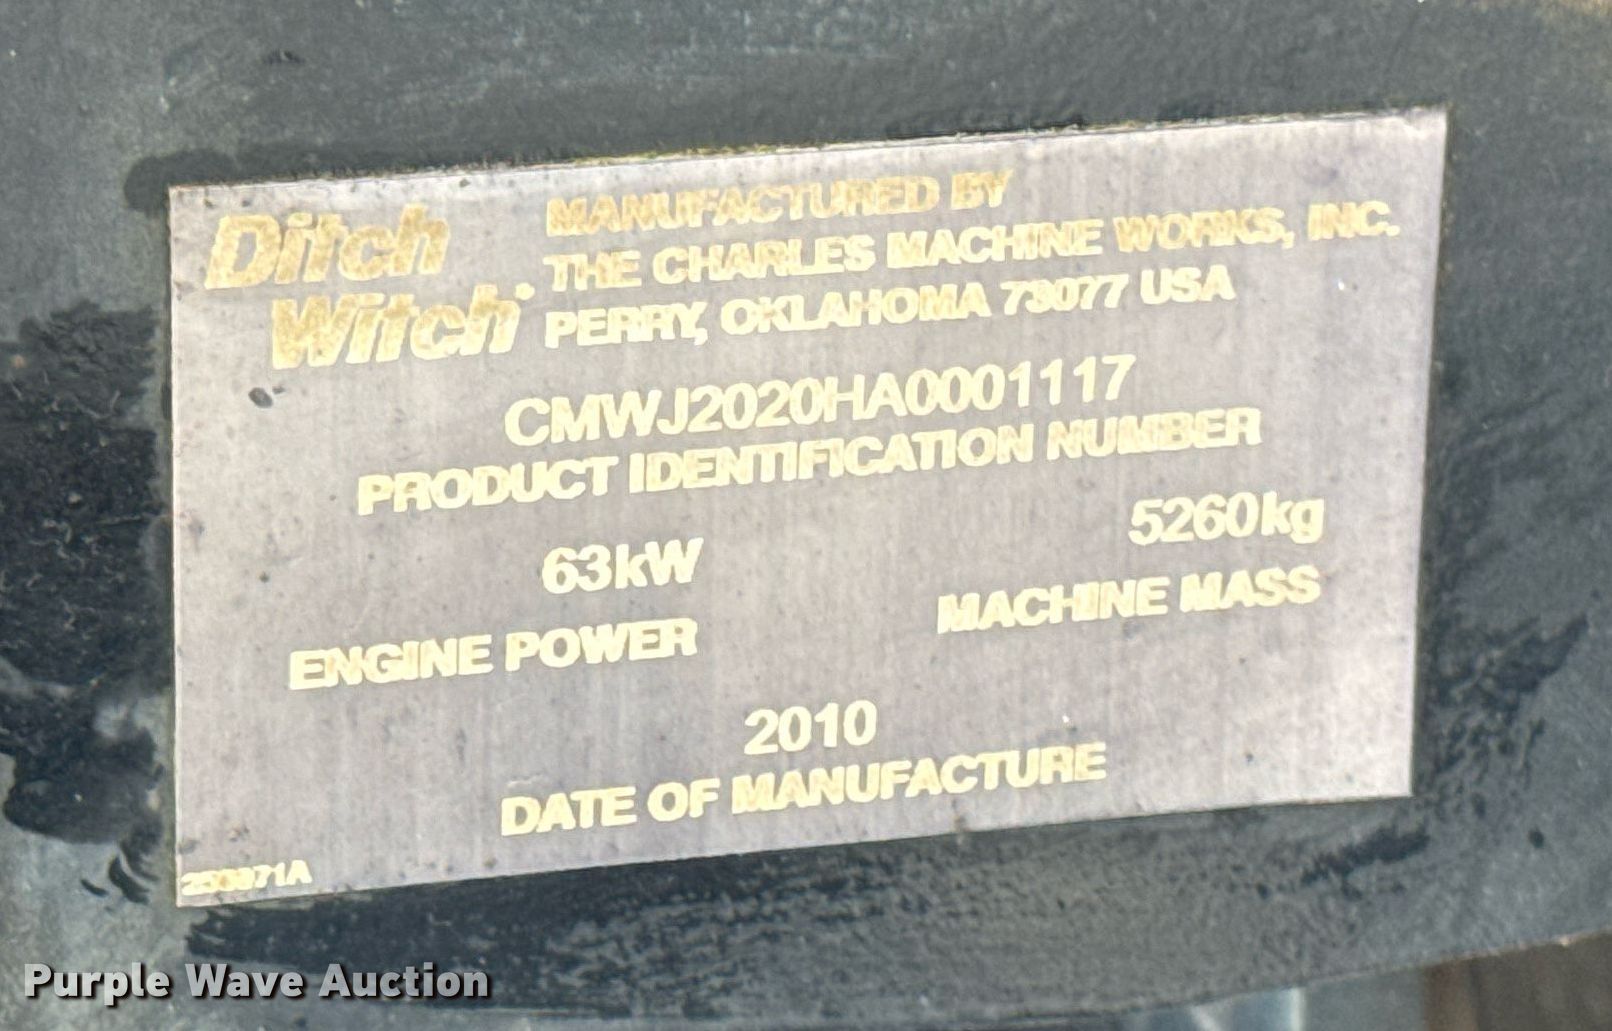 Ditch
Witch
MANUFACTURED BY
THE CHARLES MACHINE WORKS, INC.
PERRY, OKLAHOMA 73077 USA
CMWJ2020HA0001117
PRODUCT IDENTIFICATION NUMBER
63kW
ENGINE POWER
5260kg
MACHINE MASS
2010
DATE OF MANUFACTURE
Purple Wave Auction